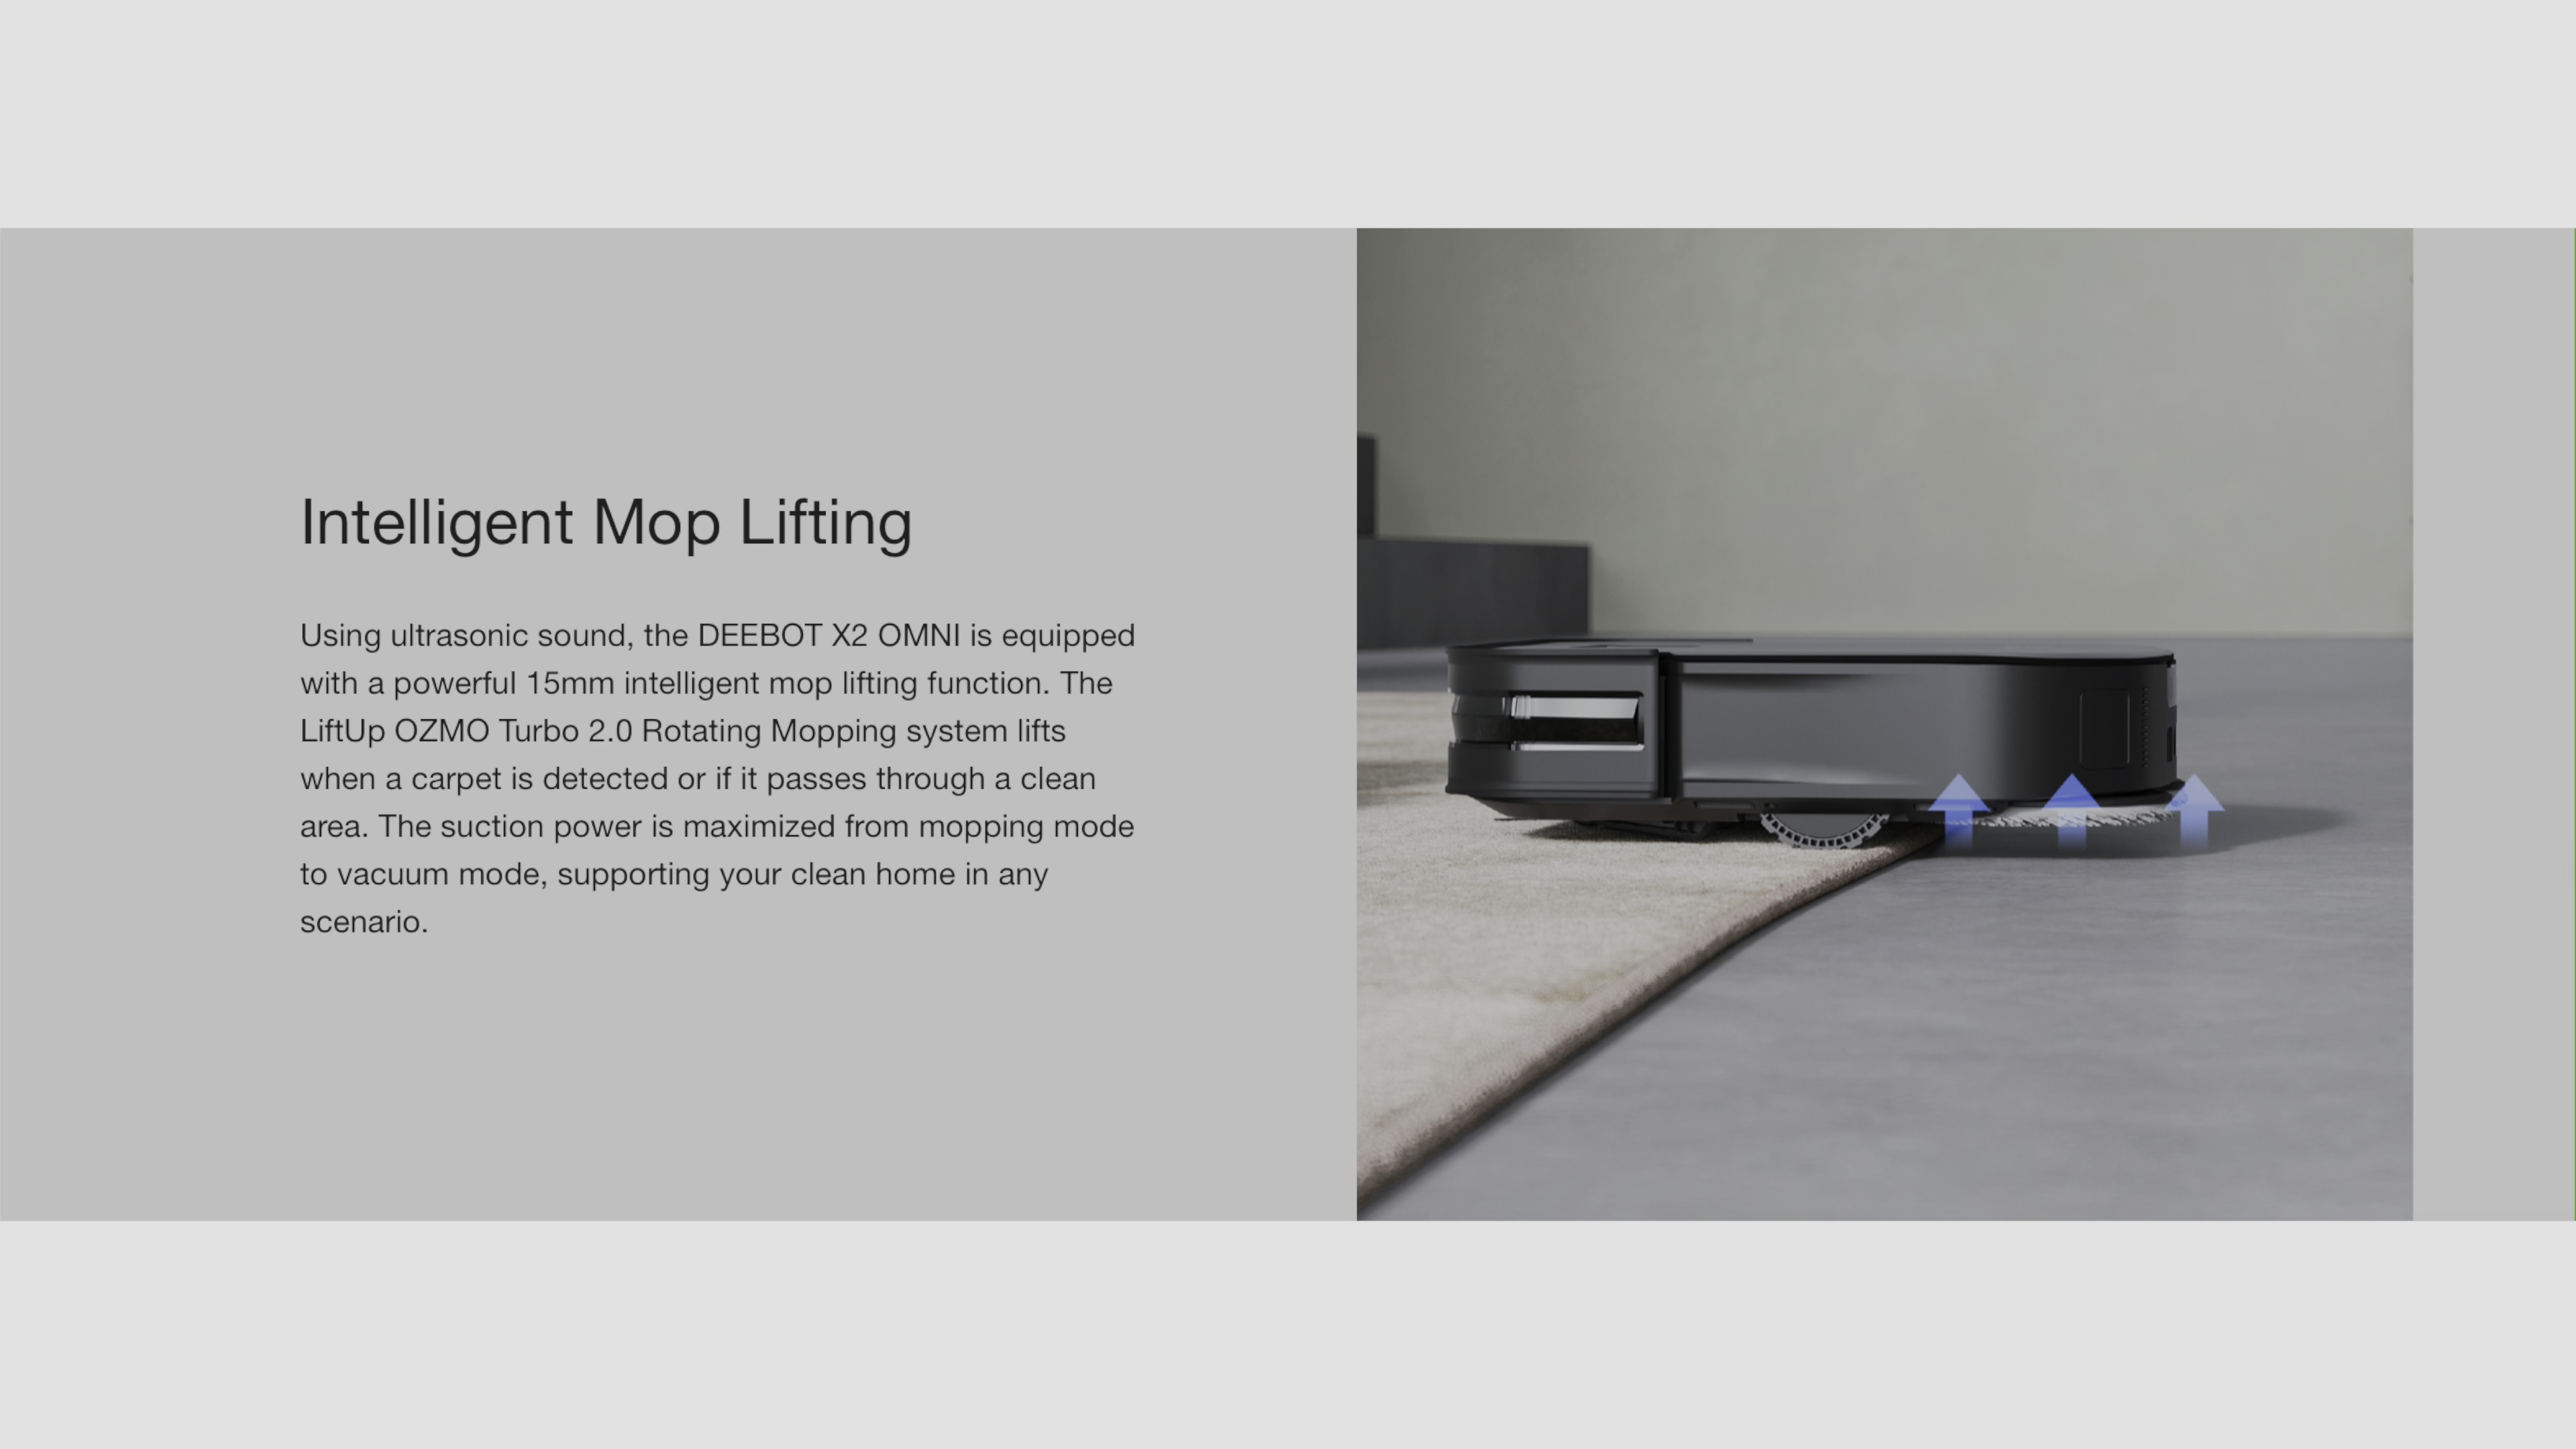 Intelligent Mop Lifting
Using ultrasonic sound, the DEEBOT X2 OMNI is equipped
with a powerful 15mm intelligent mop lifting function. The
LiftUp OZMO Turbo 2.0 Rotating Mopping system lifts
when a carpet is detected or if it passes through a clean
area. The suction power is maximized from mopping mode
to vacuum mode, supporting your clean home in any
scenario.